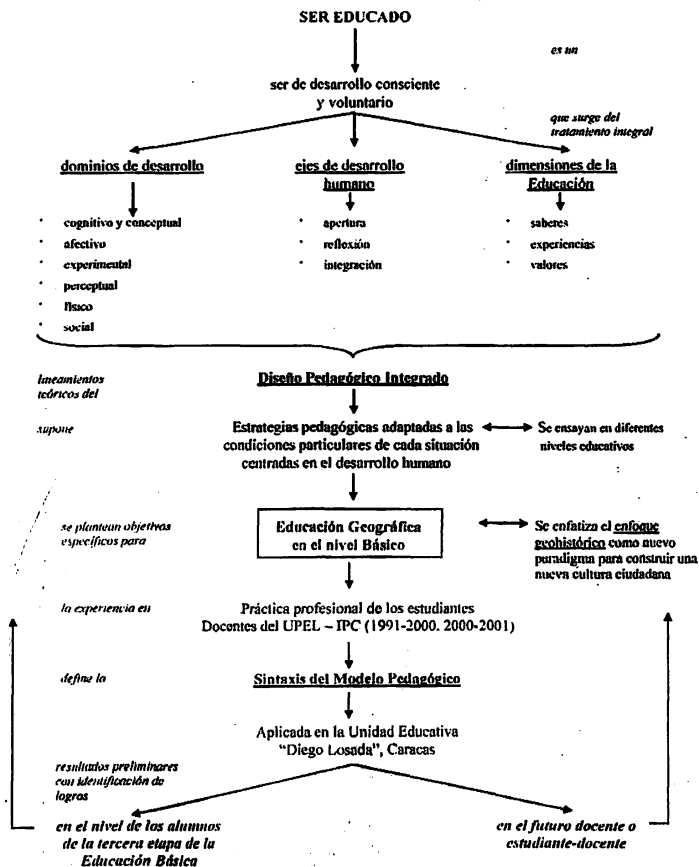 SER EDUCADO
es un
ser de desarrollo consciente
y voluntario
que surge del
tratamiento integral
dominios de desarrollo
ejes de desarrollo
humano
dimensiones de la
Educación
· cognitivo y conceptual
· afectivo
· experimental
· perceptual
· físico
· social
· apertura
· reflexión
· integración
· saberes
· experiencias
· valores
lineamientos
teóricos del
Diseño Pedagógico Integrado
supone
Estrategias pedagógicas adaptadas a las
condiciones particulares de cada situación
centradas en el desarrollo humano
Se ensayan en diferentes
niveles educativos
se plantean objetivos
específicos para
Educación Geográfica
en el nivel Básico
Se enfatiza el enfoque
geohistórico como nuevo
paradigma para construir una
nueva cultura ciudadana
la experiencia en
Práctica profesional de los estudiantes
Docentes del UPEL – IPC (1991-2000. 2000-2001)
define la
Sintaxis del Modelo Pedagógico
Aplicada en la Unidad Educativa
“Diego Losada”, Caracas
resultados preliminares
con identificación de
logros
en el nivel de los alumnos
de la tercera etapa de la
Educación Básica
en el futuro docente o
estudiante-docente